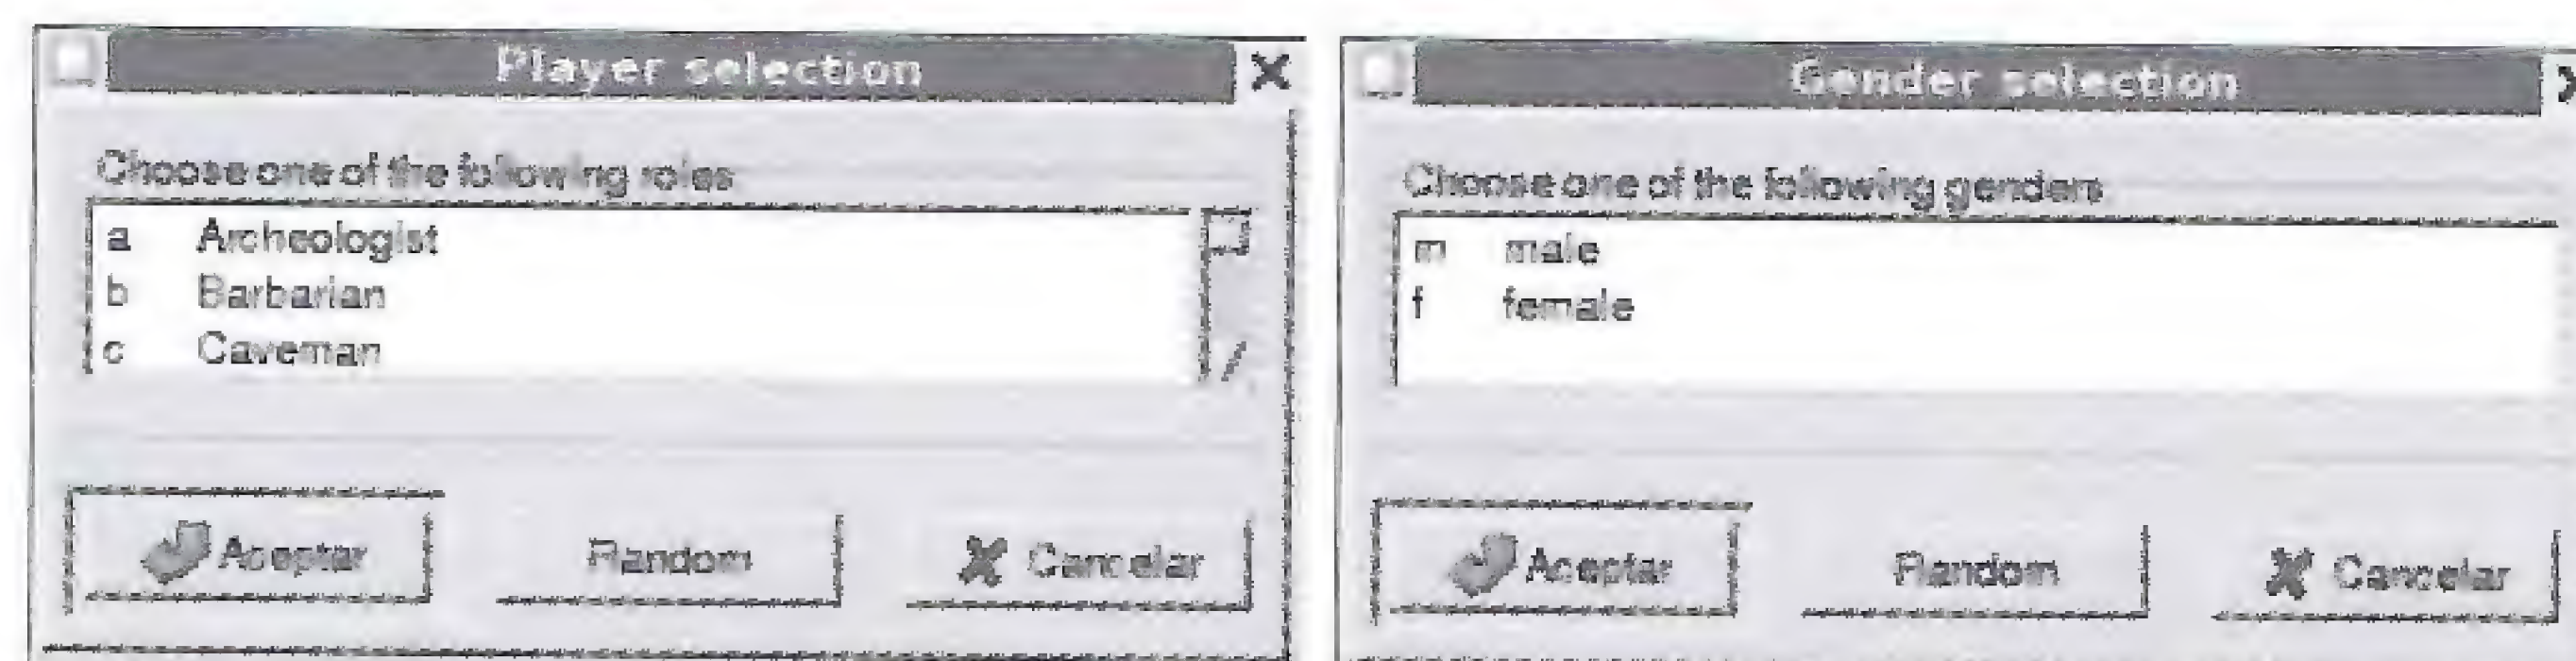 Player selection
Choose one of the following roles
a Archeologist
b Barbarian
c Caveman
Aceptar Random Cancelar
Gender selection
Choose one of the following genders
m male
f female
Aceptar Random Cancelar